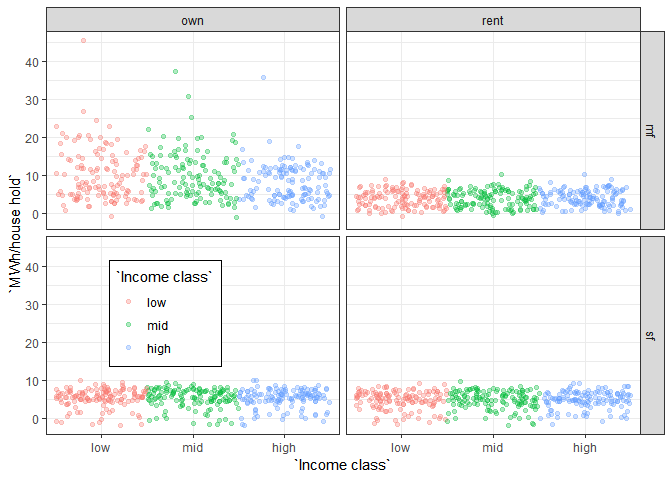 own rent
40
30
20
10
0
mf
`MWh/house hold`
40
30
20
10
0
sf
`Income class`
low
mid
high
low mid high low mid high
`Income class`